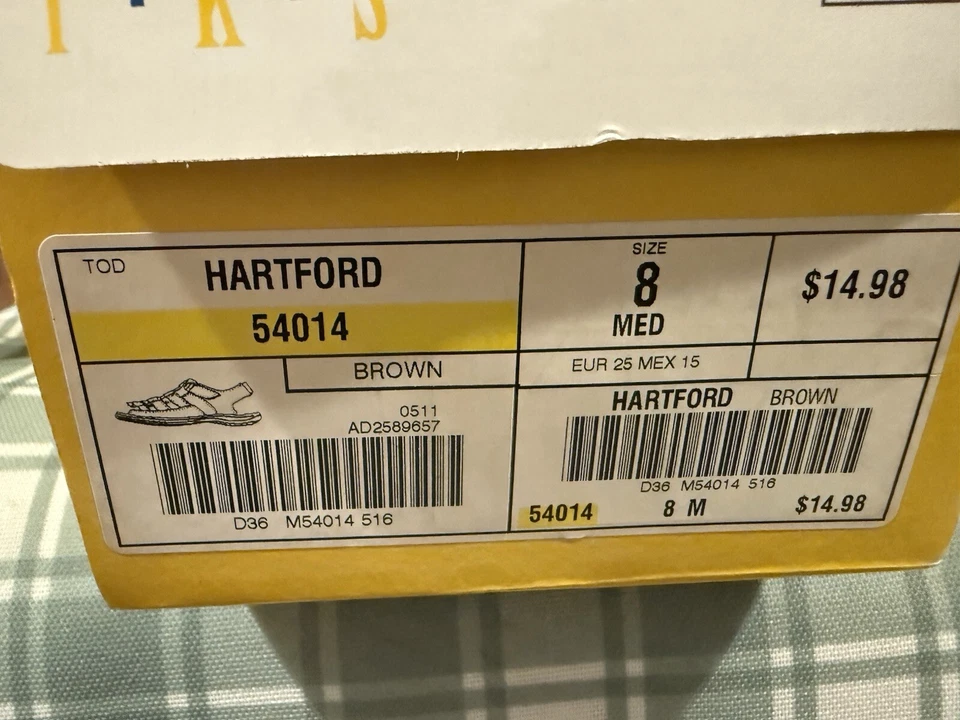 I K S
TOD HARTFORD
54014
BROWN
0511
AD2589657
D36 M54014 516
SIZE
8
MED
$14.98
EUR 25 MEX 15
HARTFORD BROWN
D36 M54014 516
54014 8 M $14.98